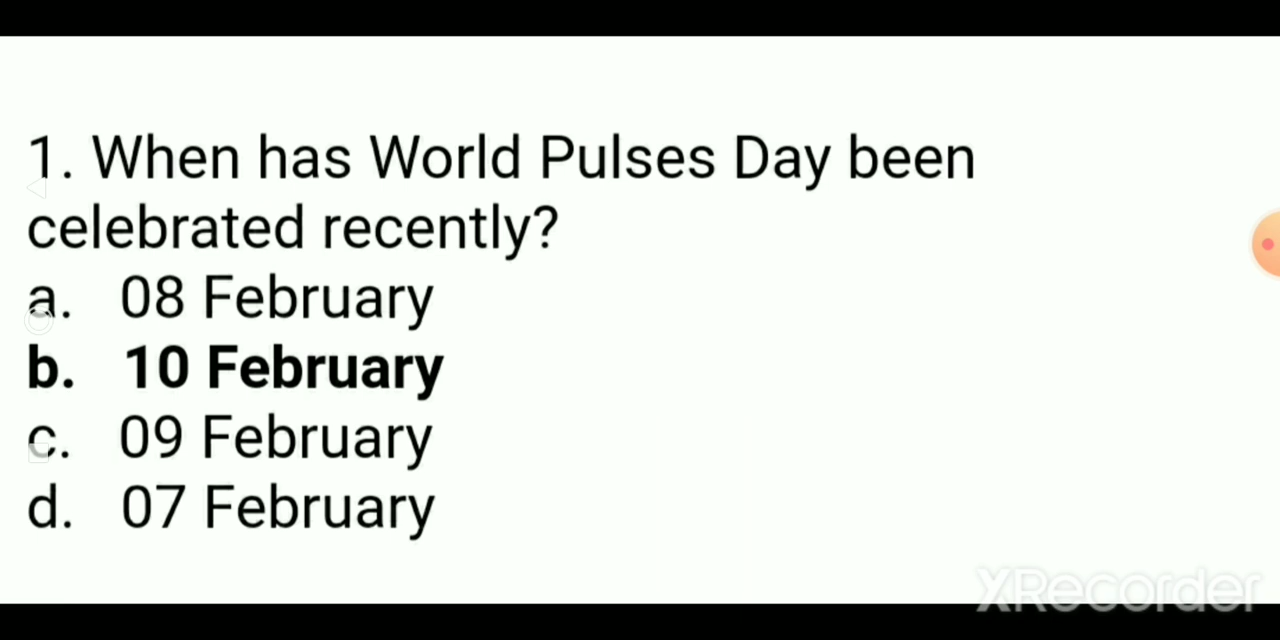 1. When has World Pulses Day been
celebrated recently?
a. 08 February
b. 10 February
c. 09 February
d. 07 February
XRecorder